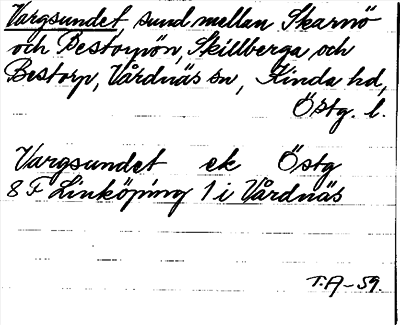 Vargsundet, sund mellan Skarnö
och Bestorpön, Skillberga och
Bestorp, Vårdnäs sn, Kinda hd,
Östg. l.
Vargsundet ek Östg
8 F Linköping 1 i Vårdnäs
T.A-59.